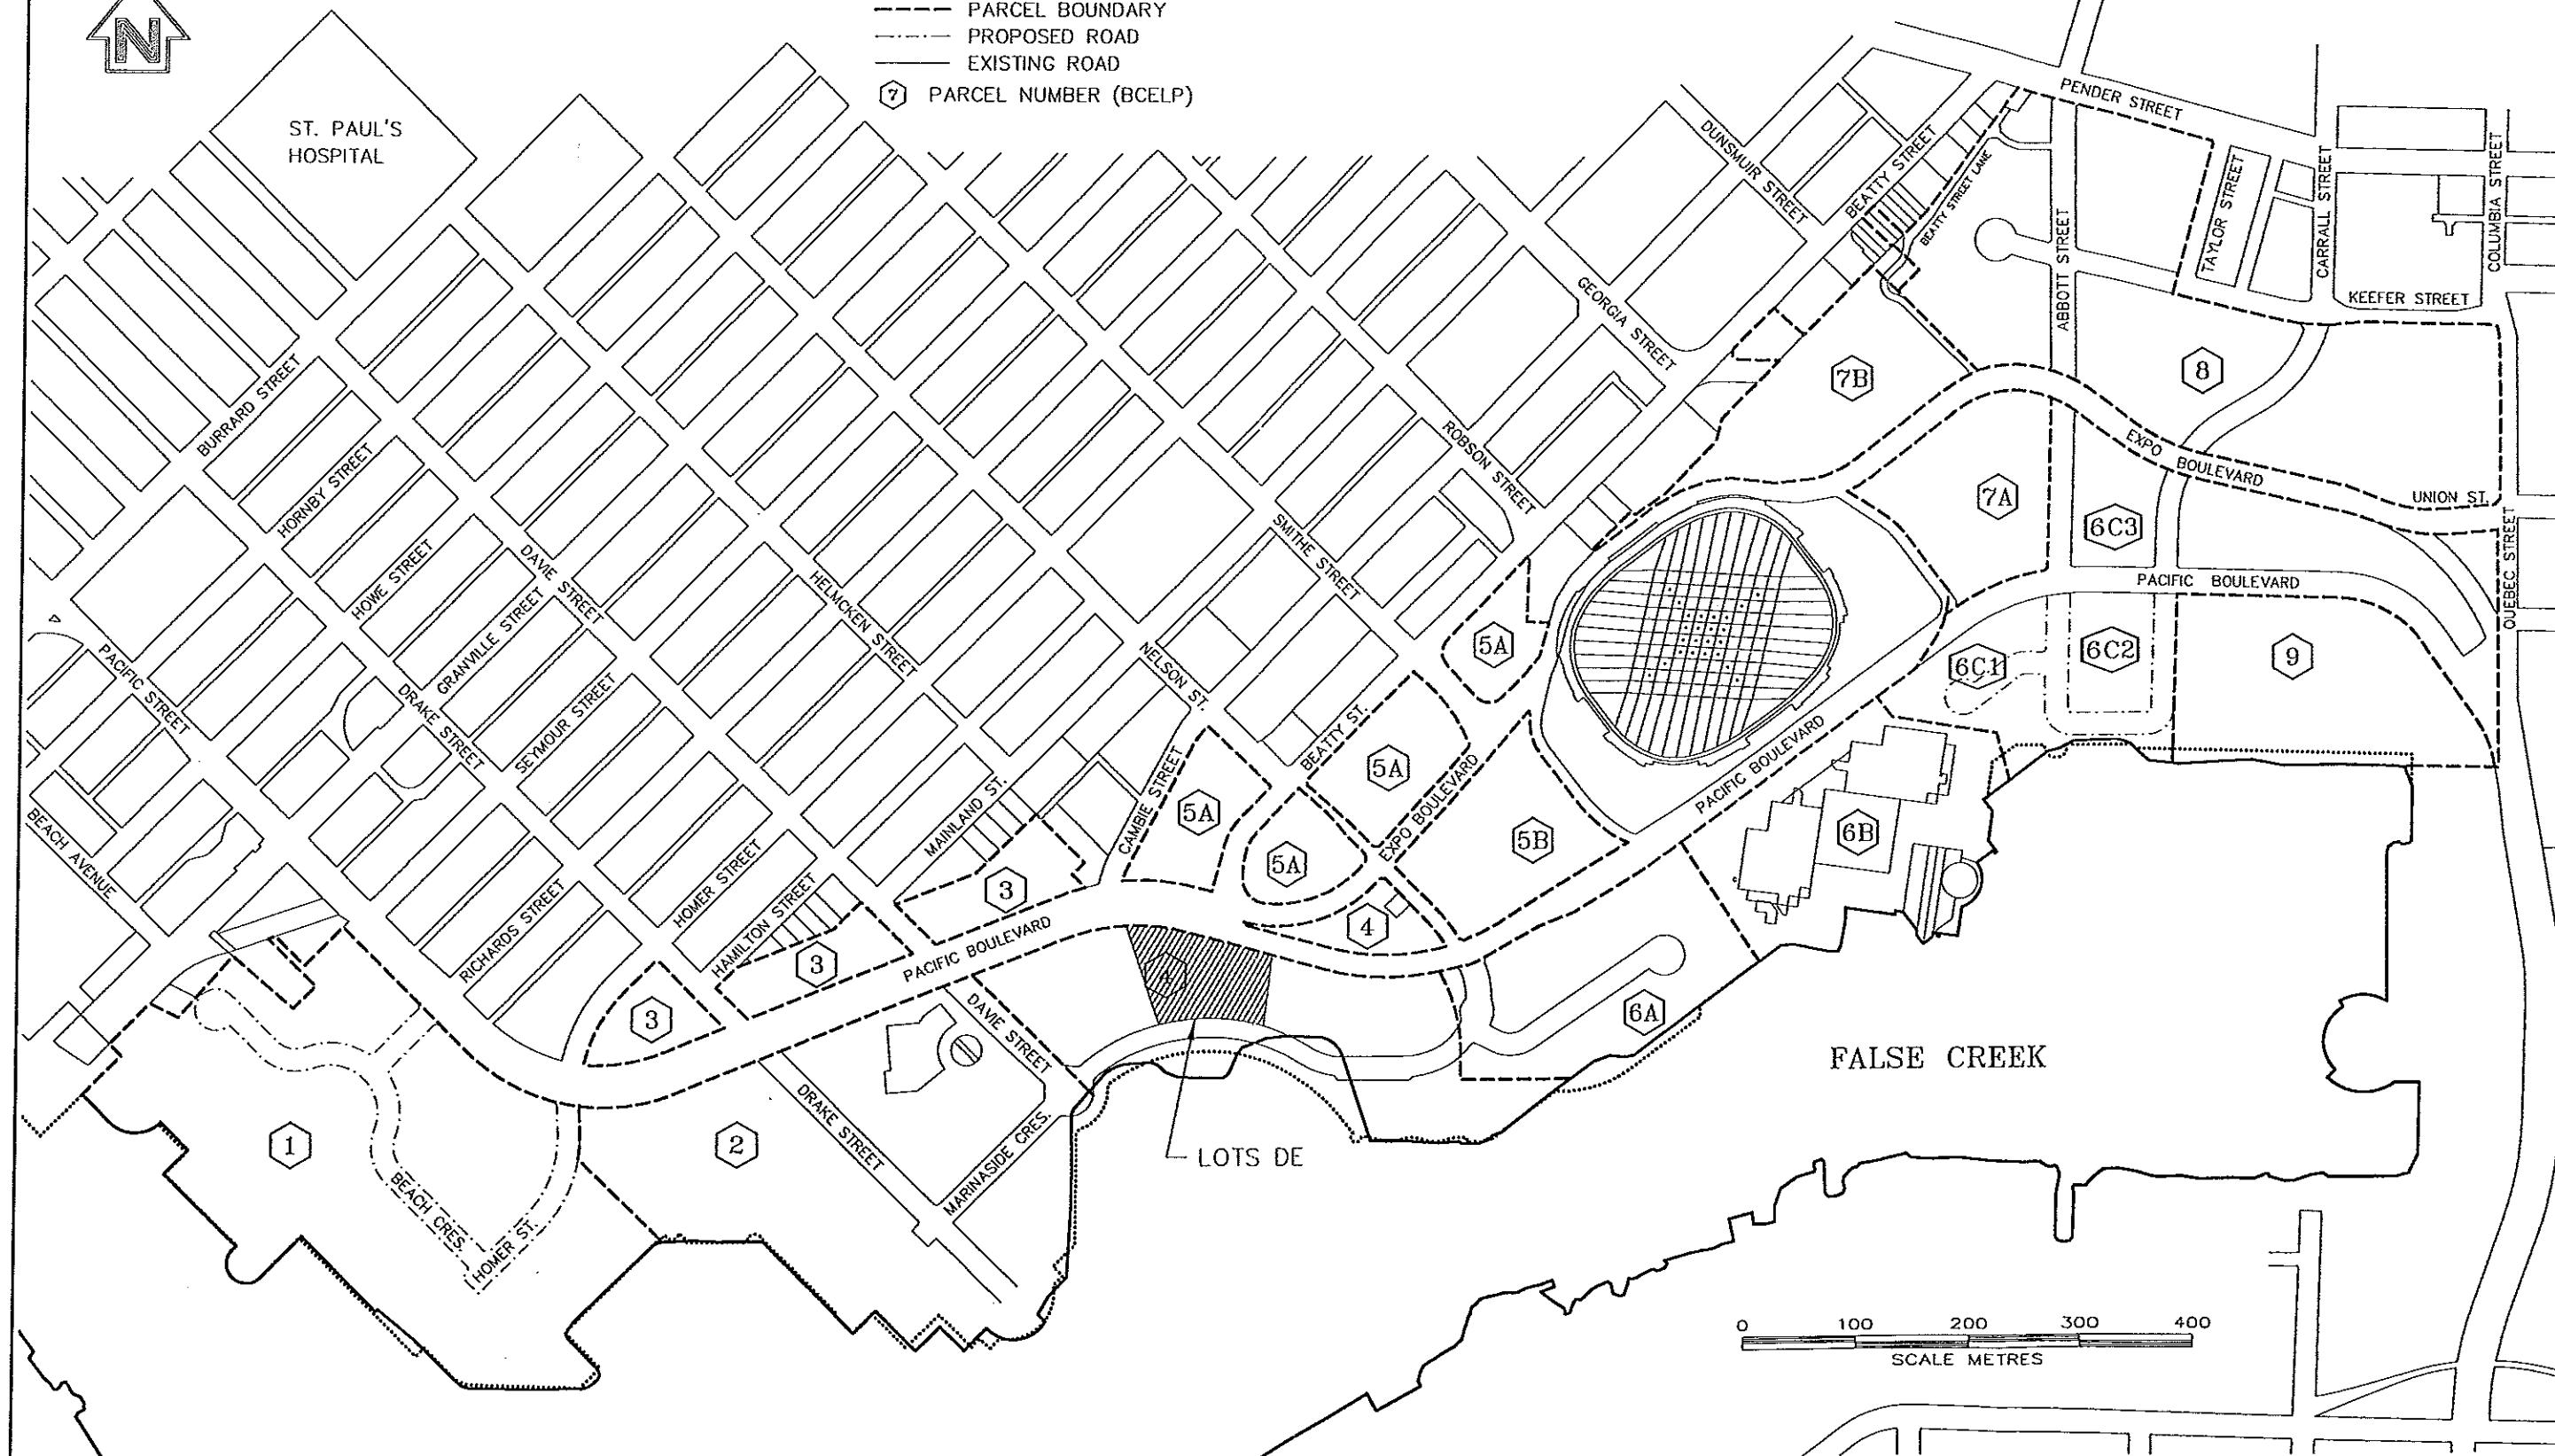 N
PARCEL BOUNDARY
PROPOSED ROAD
EXISTING ROAD
7 PARCEL NUMBER (BCELP)
ST. PAUL'S
HOSPITAL
PENDER STREET
DUNSMUIR STREET
BEATTY STREET
BEATTY STREET LANE
ABBOTT STREET
TAYLOR STREET
CARRALL STREET
COLUMBIA STREET
KEEFER STREET
GEORGIA STREET
7B
8
BURRARD STREET
HORNBY STREET
ROBSON STREET
EXPO BOULEVARD
UNION ST.
7A
6C3
QUEBEC STREET
SMITHE STREET
HOWE STREET
DAVIE STREET
HELMCKEN STREET
PACIFIC BOULEVARD
GRANVILLE STREET
5A
6C1
6C2
9
PACIFIC STREET
DRAKE STREET
SEYMOUR STREET
NELSON ST.
BEATTY ST.
5A
PACIFIC BOULEVARD
CAMBIE STREET
MAINLAND ST.
5A
EXPO BOULEVARD
5B
6B
BEACH AVENUE
5A
HOMER STREET
3
HAMILTON STREET
RICHARDS STREET
4
PACIFIC BOULEVARD
3
4
3
DAVIE STREET
6A
FALSE CREEK
1
2
DRAKE STREET
MARINASIDE CRES.
LOTS DE
BEACH CRES.
HOMER ST.
0 100 200 300 400
SCALE METRES